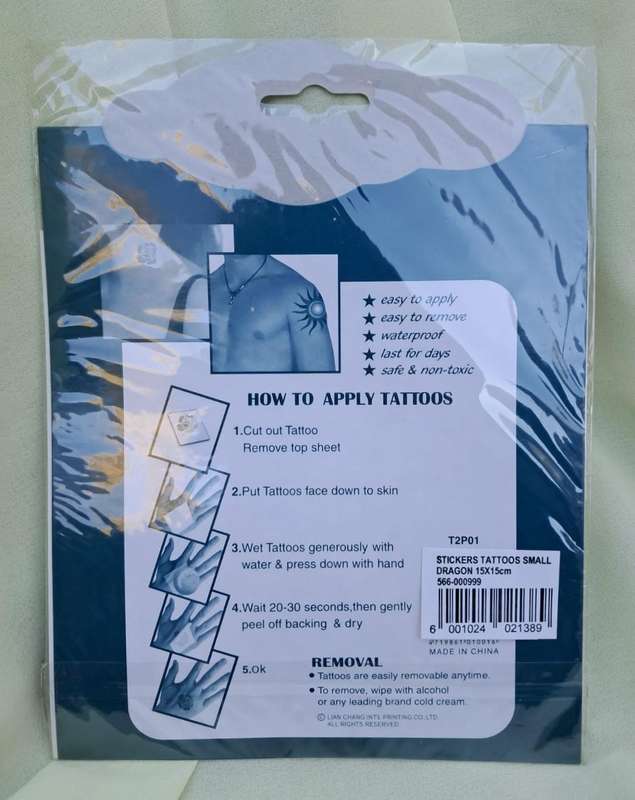 ★ easy to apply
★ easy to remove
★ waterproof
★ last for days
★ safe & non-toxic
HOW TO APPLY TATTOOS
1.Cut out Tattoo
Remove top sheet
2.Put Tattoos face down to skin
3.Wet Tattoos generously with
water & press down with hand
4.Wait 20-30 seconds,then gently
peel off backing & dry
5.Ok
T2P01
STICKERS TATTOOS SMALL
DRAGON 15X15cm
566-000999
6 001024 021389
MADE IN CHINA
REMOVAL
• Tattoos are easily removable anytime.
• To remove, wipe with alcohol
or any leading brand cold cream.
© LIAN CHANG INT'L PRINTING CO.,LTD.
ALL RIGHTS RESERVED.